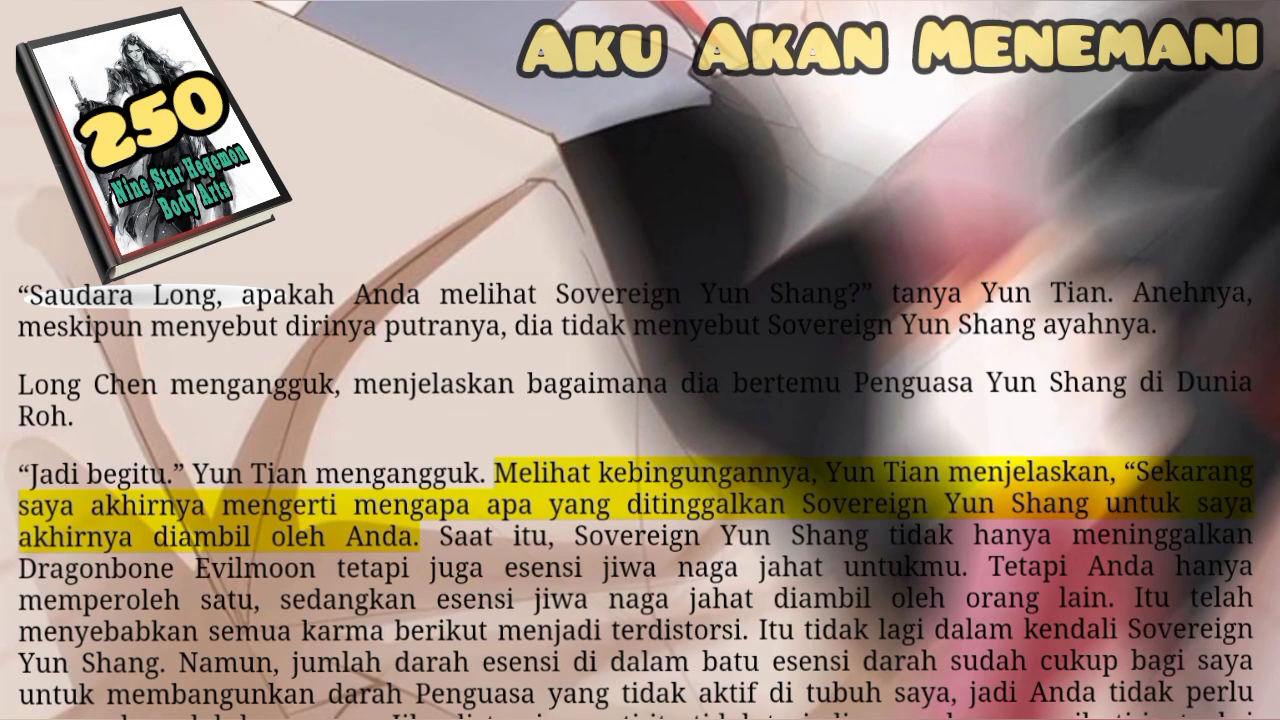 Aku Akan Menemani
250
Nine Star Hegemon
Body Arts
“Saudara Long, apakah Anda melihat Sovereign Yun Shang?” tanya Yun Tian. Anehnya,
meskipun menyebut dirinya putranya, dia tidak menyebut Sovereign Yun Shang ayahnya.
Long Chen mengangguk, menjelaskan bagaimana dia bertemu Penguasa Yun Shang di Dunia
Roh.
“Jadi begitu.” Yun Tian mengangguk. Melihat kebingungannya, Yun Tian menjelaskan, “Sekarang
saya akhirnya mengerti mengapa apa yang ditinggalkan Sovereign Yun Shang untuk saya
akhirnya diambil oleh Anda. Saat itu, Sovereign Yun Shang tidak hanya meninggalkan
Dragonbone Evilmoon tetapi juga esensi jiwa naga jahat untukmu. Tetapi Anda hanya
memperoleh satu, sedangkan esensi jiwa naga jahat diambil oleh orang lain. Itu telah
menyebabkan semua karma berikut menjadi terdistorsi. Itu tidak lagi dalam kendali Sovereign
Yun Shang. Namun, jumlah darah esensi di dalam batu esensi darah sudah cukup bagi saya
untuk membangunkan darah Penguasa yang tidak aktif di tubuh saya, jadi Anda tidak perlu